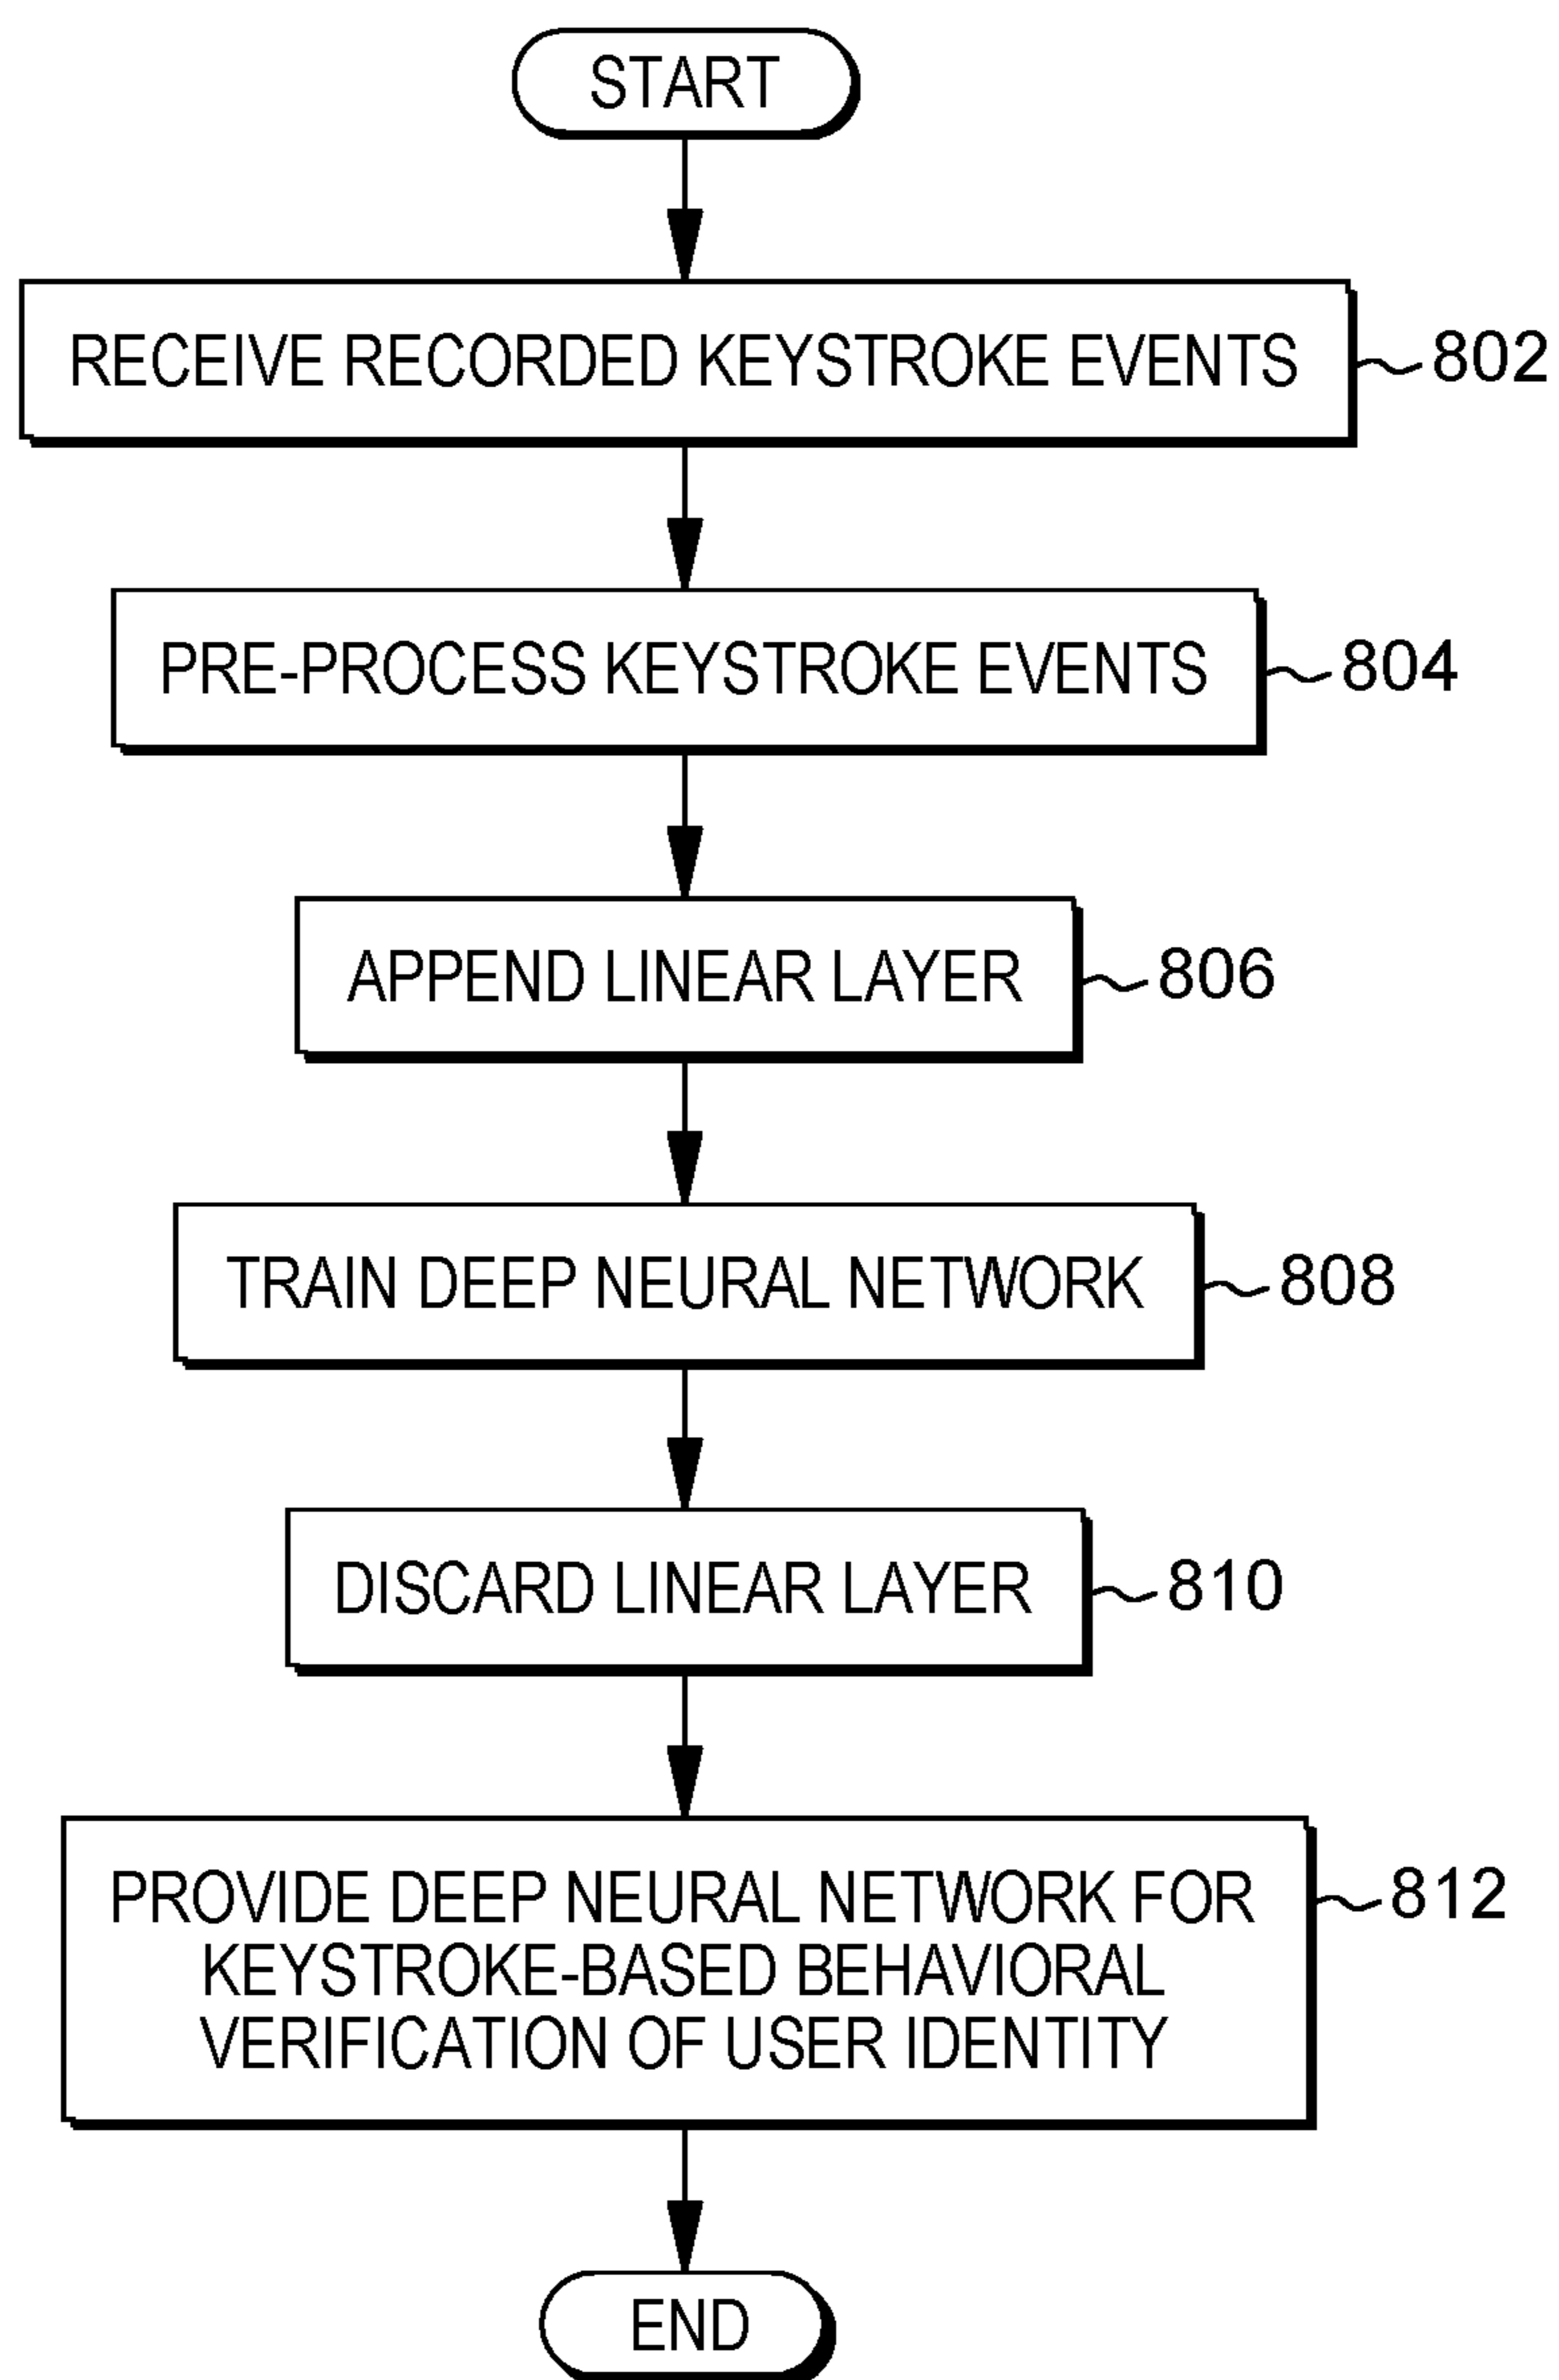 START
RECEIVE RECORDED KEYSTROKE EVENTS
802
PRE-PROCESS KEYSTROKE EVENTS
804
APPEND LINEAR LAYER
806
TRAIN DEEP NEURAL NETWORK
808
DISCARD LINEAR LAYER
810
PROVIDE DEEP NEURAL NETWORK FOR
KEYSTROKE-BASED BEHAVIORAL
VERIFICATION OF USER IDENTITY
812
END